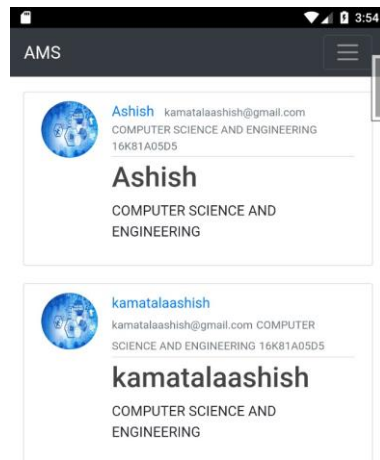 3:54
AMS
Ashish kamatalaashish@gmail.com
COMPUTER SCIENCE AND ENGINEERING
16K81A05D5
Ashish
COMPUTER SCIENCE AND
ENGINEERING
kamatalaashish
kamatalaashish@gmail.com COMPUTER
SCIENCE AND ENGINEERING 16K81A05D5
kamatalaashish
COMPUTER SCIENCE AND
ENGINEERING